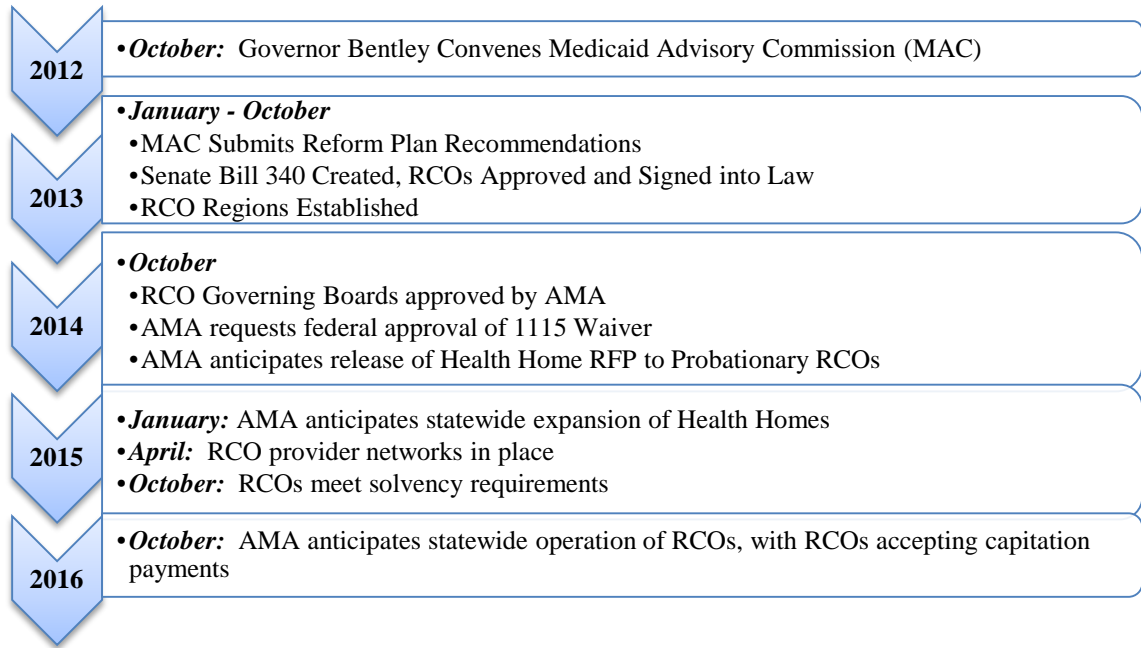 2012
•October:  Governor Bentley Convenes Medicaid Advisory Commission (MAC)
2013
•January - October
•MAC Submits Reform Plan Recommendations
•Senate Bill 340 Created, RCOs Approved and Signed into Law
•RCO Regions Established
2014
•October
•RCO Governing Boards approved by AMA
•AMA requests federal approval of 1115 Waiver
•AMA anticipates release of Health Home RFP to Probationary RCOs
2015
•January: AMA anticipates statewide expansion of Health Homes
•April:  RCO provider networks in place
•October:  RCOs meet solvency requirements
2016
•October:  AMA anticipates statewide operation of RCOs, with RCOs accepting capitation
payments